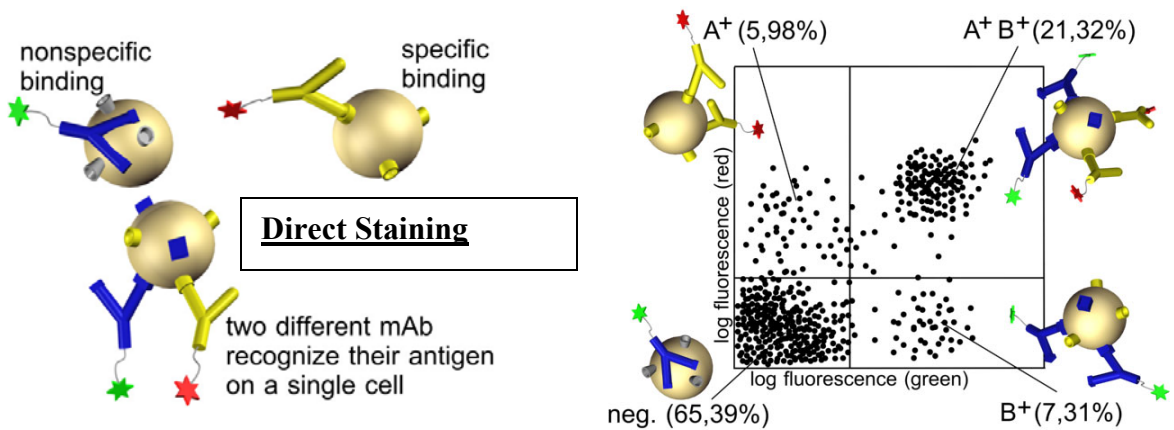 nonspecific
binding
specific
binding
Direct Staining
two different mAb
recognize their antigen
on a single cell
A+ (5,98%)
A+ B+ (21,32%)
log fluorescence (red)
log fluorescence (green)
neg. (65,39%)
B+ (7,31%)